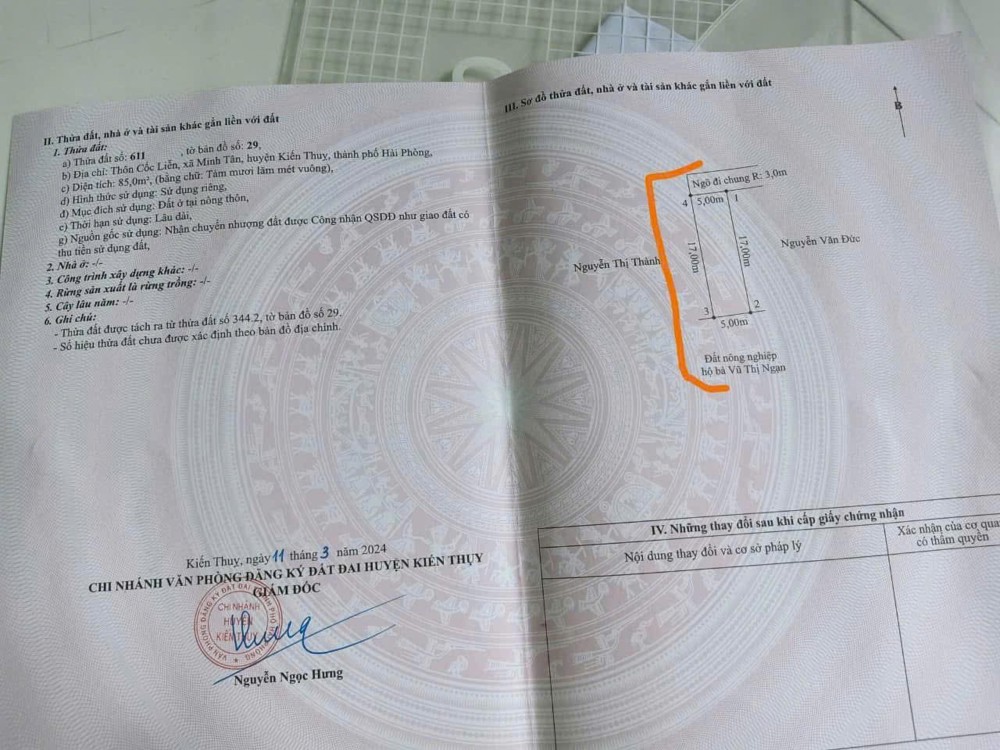 II. Thửa đất, nhà ở và tài sản khác gắn liền với đất
1. Thửa đất:
a) Thửa đất số: 611 , tờ bản đồ số: 29,
b) Địa chỉ: Thôn Cốc Liễn, xã Minh Tân, huyện Kiến Thuỵ, thành phố Hải Phòng,
c) Diện tích: 85,0m², (bằng chữ: Tám mươi lăm mét vuông),
d) Hình thức sử dụng: Sử dụng riêng,
đ) Mục đích sử dụng: Đất ở tại nông thôn,
e) Thời hạn sử dụng: Lâu dài,
g) Nguồn gốc sử dụng: Nhận chuyển nhượng đất được Công nhận QSDĐ như giao đất có
thu tiền sử dụng đất,
2. Nhà ở: -/-
3. Công trình xây dựng khác: -/-
4. Rừng sản xuất là rừng trồng: -/-
5. Cây lâu năm: -/-
6. Ghi chú:
- Thửa đất được tách ra từ thửa đất số 344.2, tờ bản đồ số 29.
- Số hiệu thửa đất chưa được xác định theo bản đồ địa chính.
Kiến Thuỵ, ngày 11 tháng 3 năm 2024
CHI NHÁNH VĂN PHÒNG ĐĂNG KÝ ĐẤT ĐAI HUYỆN KIẾN THỤY
GIÁM ĐỐC
CHI NHÁNH
HUYỆN
KIẾN THỤY
Nguyễn Ngọc Hưng
III. Sơ đồ thửa đất, nhà ở và tài sản khác gắn liền với đất
B
Ngõ đi chung R: 3,0m
4 5,00m 1
17,00m
17,00m
Nguyễn Thị Thành
Nguyễn Văn Đức
3
2
5,00m
Đất nông nghiệp
hộ bà Vũ Thị Ngạn
IV. Những thay đổi sau khi cấp giấy chứng nhận
Nội dung thay đổi và cơ sở pháp lý
Xác nhận của cơ qua
có thẩm quyền